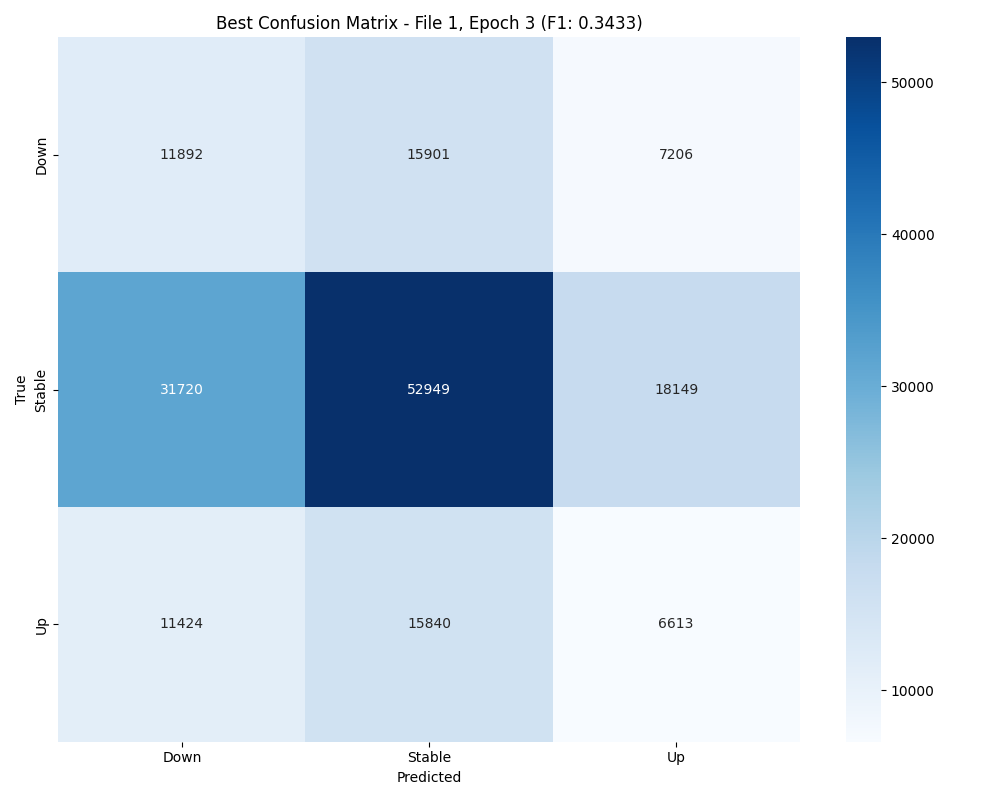 Best Confusion Matrix - File 1, Epoch 3 (F1: 0.3433)
True
Down
11892 15901 7206
Stable
31720 52949 18149
Up
11424 15840 6613
Down Stable Up
Predicted
50000
40000
30000
20000
10000